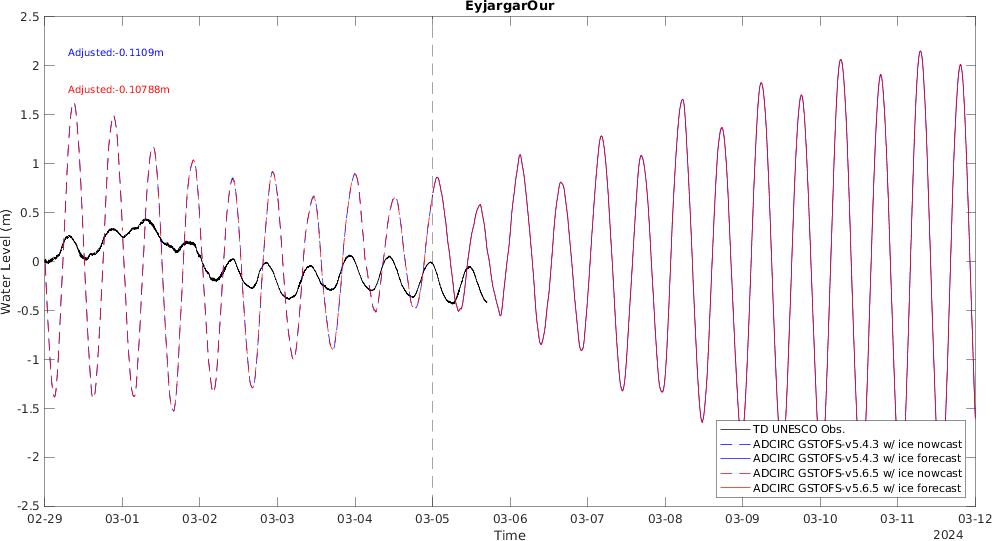 EyjargarOur
Adjusted:-0.1109m
Adjusted:-0.10788m
Water Level (m)
2.5
2
1.5
1
0.5
0
-0.5
-1
-1.5
-2
-2.5
TD UNESCO Obs.
ADCIRC GSTOFS-v5.4.3 w/ ice nowcast
ADCIRC GSTOFS-v5.4.3 w/ ice forecast
ADCIRC GSTOFS-v5.6.5 w/ ice nowcast
ADCIRC GSTOFS-v5.6.5 w/ ice forecast
02-29 03-01 03-02 03-03 03-04 03-05 03-06 03-07 03-08 03-09 03-10 03-11 03-12
Time
2024